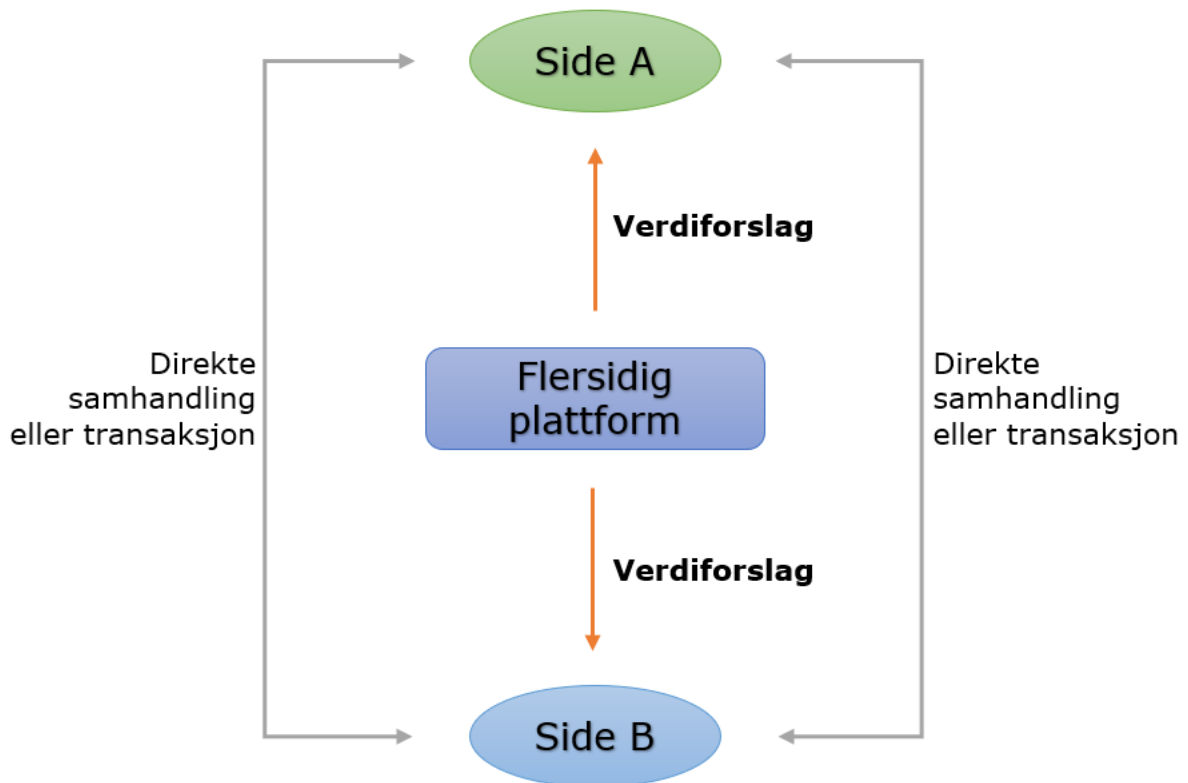 Side A
Verdiforslag
Direkte
samhandling
eller transaksjon
Flersidig
plattform
Direkte
samhandling
eller transaksjon
Verdiforslag
Side B